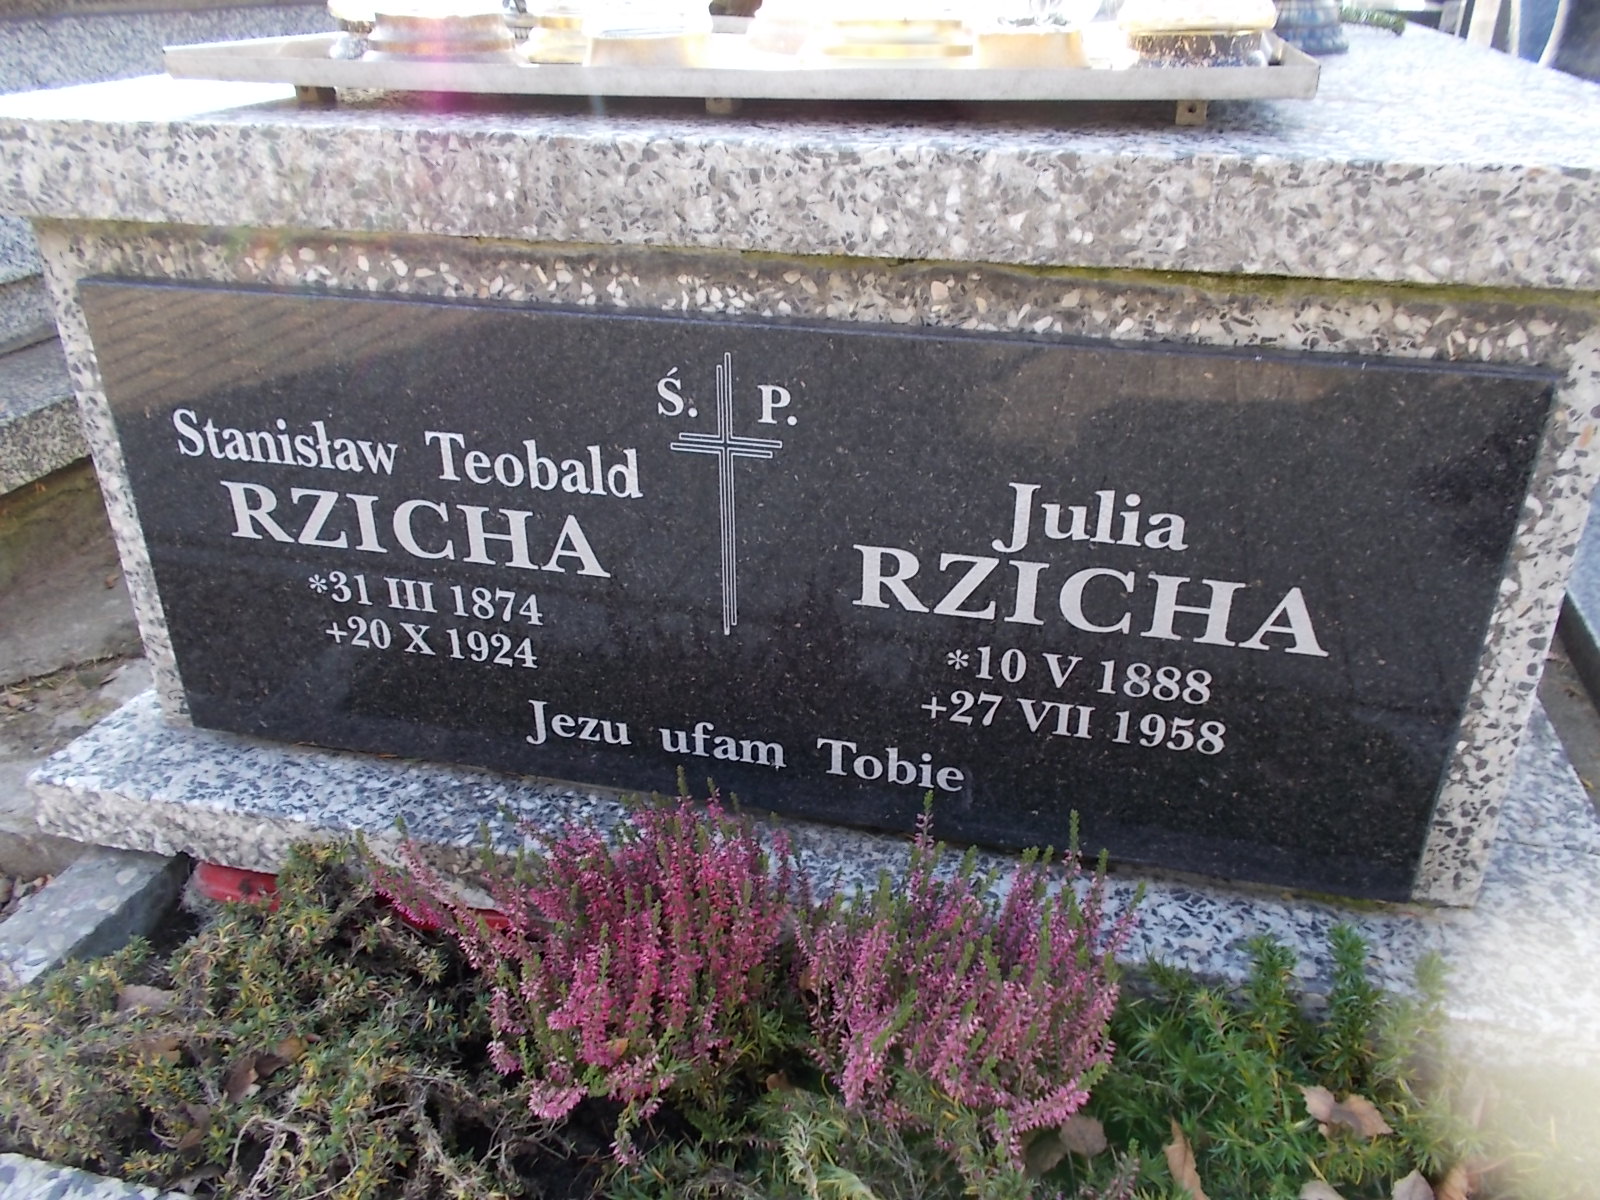 Ś. P.
Stanisław Teobald
RZICHA
*31 III 1874
+20 X 1924
Julia
RZICHA
*10 V 1888
+27 VII 1958
Jezu ufam Tobie